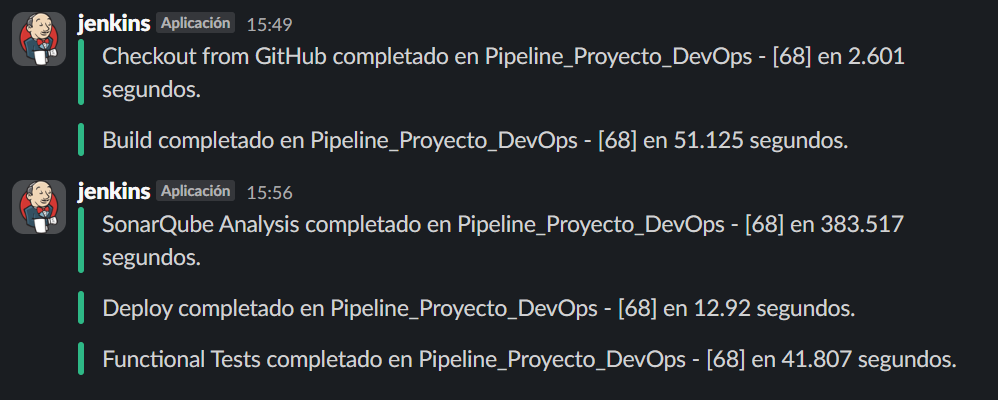 jenkins Aplicación 15:49
Checkout from GitHub completado en Pipeline_Proyecto_DevOps - [68] en 2.601
segundos.
Build completado en Pipeline_Proyecto_DevOps - [68] en 51.125 segundos.
jenkins Aplicación 15:56
SonarQube Analysis completado en Pipeline_Proyecto_DevOps - [68] en 383.517
segundos.
Deploy completado en Pipeline_Proyecto_DevOps - [68] en 12.92 segundos.
Functional Tests completado en Pipeline_Proyecto_DevOps - [68] en 41.807 segundos.